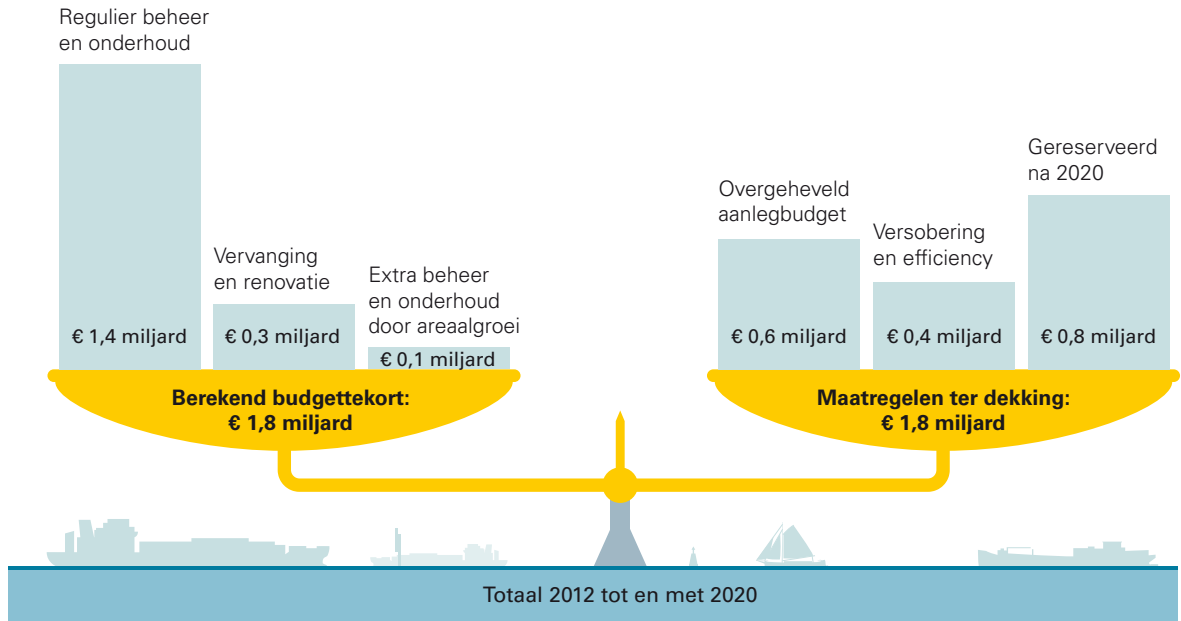 Regulier beheer
en onderhoud
€ 1,4 miljard
Vervanging
en renovatie
€ 0,3 miljard
Extra beheer
en onderhoud
door areaalgroei
€ 0,1 miljard
Berekend budgettekort:
€ 1,8 miljard
Overgeheveld
aanlegbudget
€ 0,6 miljard
Versobering
en efficiency
€ 0,4 miljard
Gereserveerd
na 2020
€ 0,8 miljard
Maatregelen ter dekking:
€ 1,8 miljard
Totaal 2012 tot en met 2020